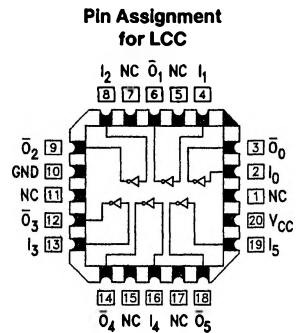 Pin Assignment
for LCC
I₂ NC Ō₁ NC I₁
8 7 6 5 4
Ō₂ 9
GND 10
NC 11
Ō₃ 12
I₃ 13
3 Ō₀
2 I₀
1 NC
20 VCC
19 I₅
14 15 16 17 18
Ō₄ NC I₄ NC Ō₅